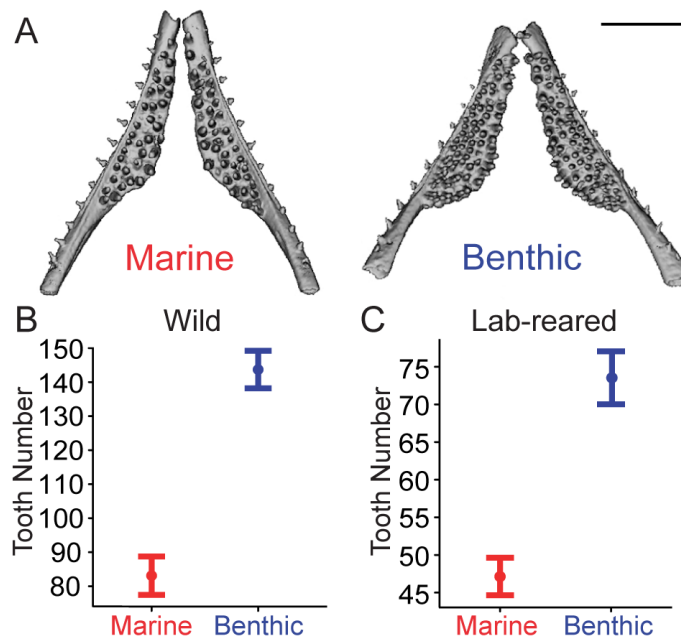 A
Marine
Benthic
B
Wild
Tooth Number
150
140
130
120
110
100
90
80
Marine
Benthic
C
Lab-reared
Tooth Number
75
70
65
60
55
50
45
Marine
Benthic